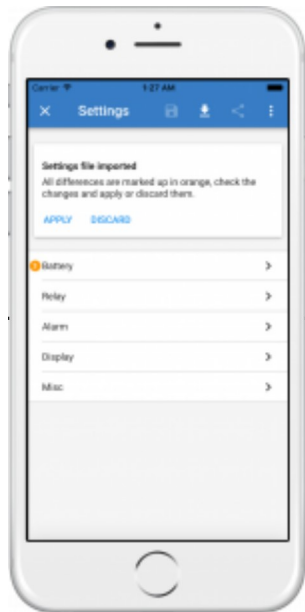 Carrier 1:27 AM
Settings
Settings file imported
All differences are marked up in orange, check the
changes and apply or discard them.
APPLY DISCARD
Battery
Relay
Alarm
Display
Misc